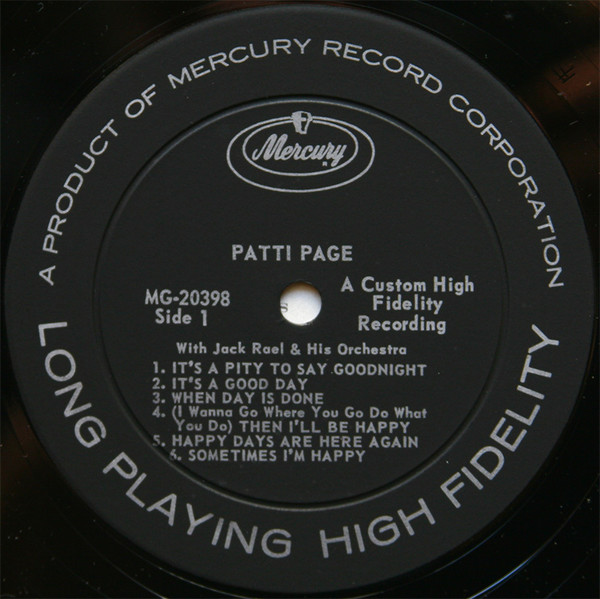 A PRODUCT OF MERCURY RECORD CORPORATION
Mercury
PATTI PAGE
MG-20398
Side 1
A Custom High
Fidelity
Recording
With Jack Rael & His Orchestra
1. IT'S A PITY TO SAY GOODNIGHT
2. IT'S A GOOD DAY
3. WHEN DAY IS DONE
4. (I Wanna Go Where You Go Do What
You Do) THEN I'LL BE HAPPY
5. HAPPY DAYS ARE HERE AGAIN
6. SOMETIMES I'M HAPPY
LONG PLAYING HIGH FIDELITY